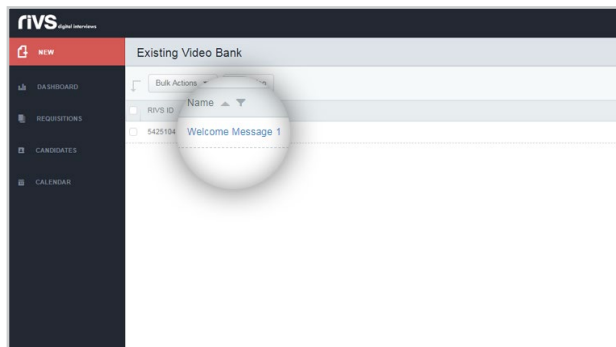 rivs digital interviews
NEW
Existing Video Bank
DASHBOARD
Bulk Actions
REQUISITIONS
RIVS ID
Name
5425184
Welcome Message 1
CANDIDATES
CALENDAR